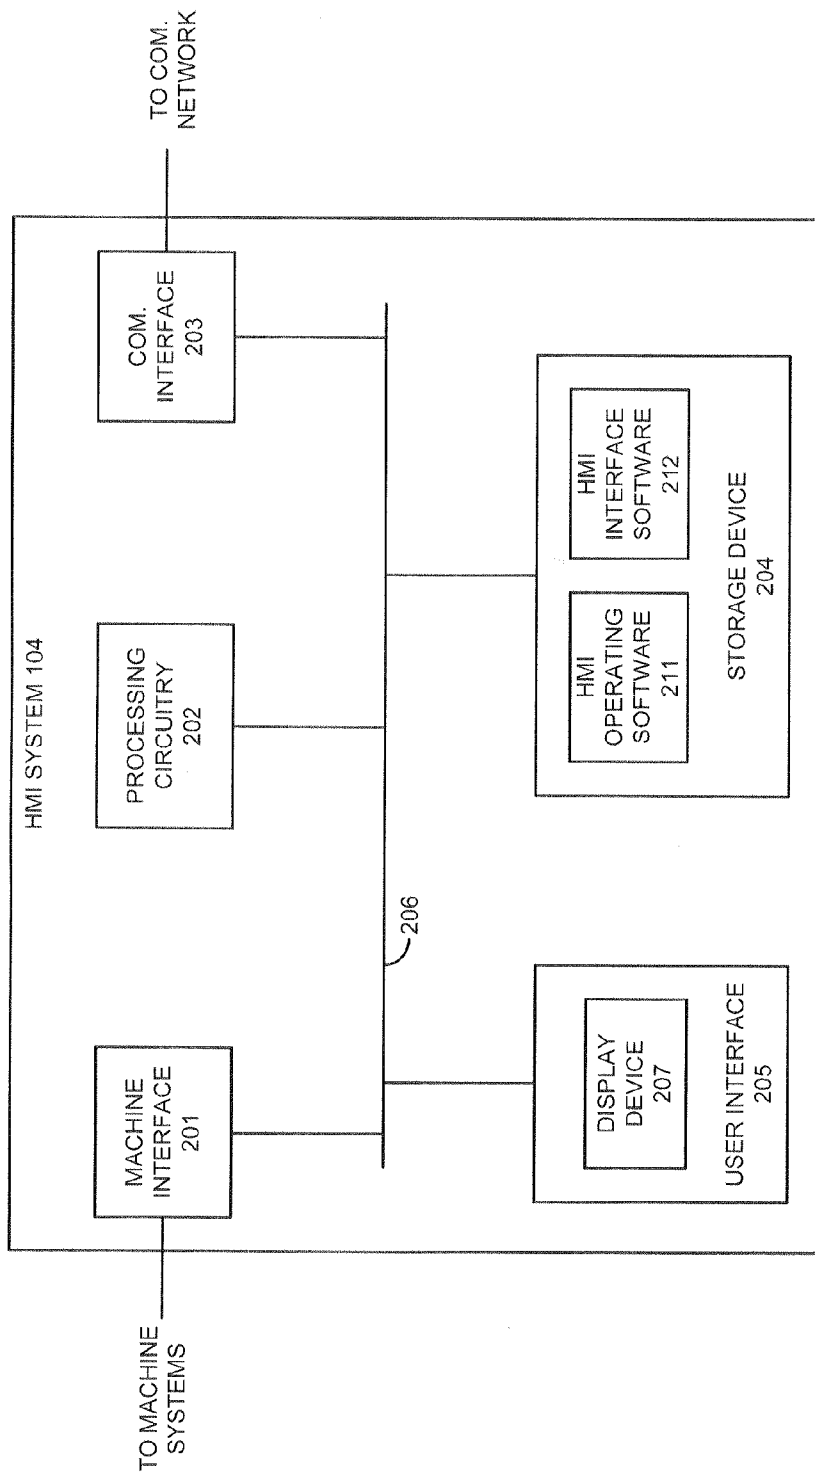 HMI SYSTEM 104
TO MACHINE
SYSTEMS
MACHINE
INTERFACE
201
PROCESSING
CIRCUITRY
202
COM.
INTERFACE
203
TO COM.
NETWORK
206
DISPLAY
DEVICE
207
USER INTERFACE
205
HMI
OPERATING
SOFTWARE
211
HMI
INTERFACE
SOFTWARE
212
STORAGE DEVICE
204